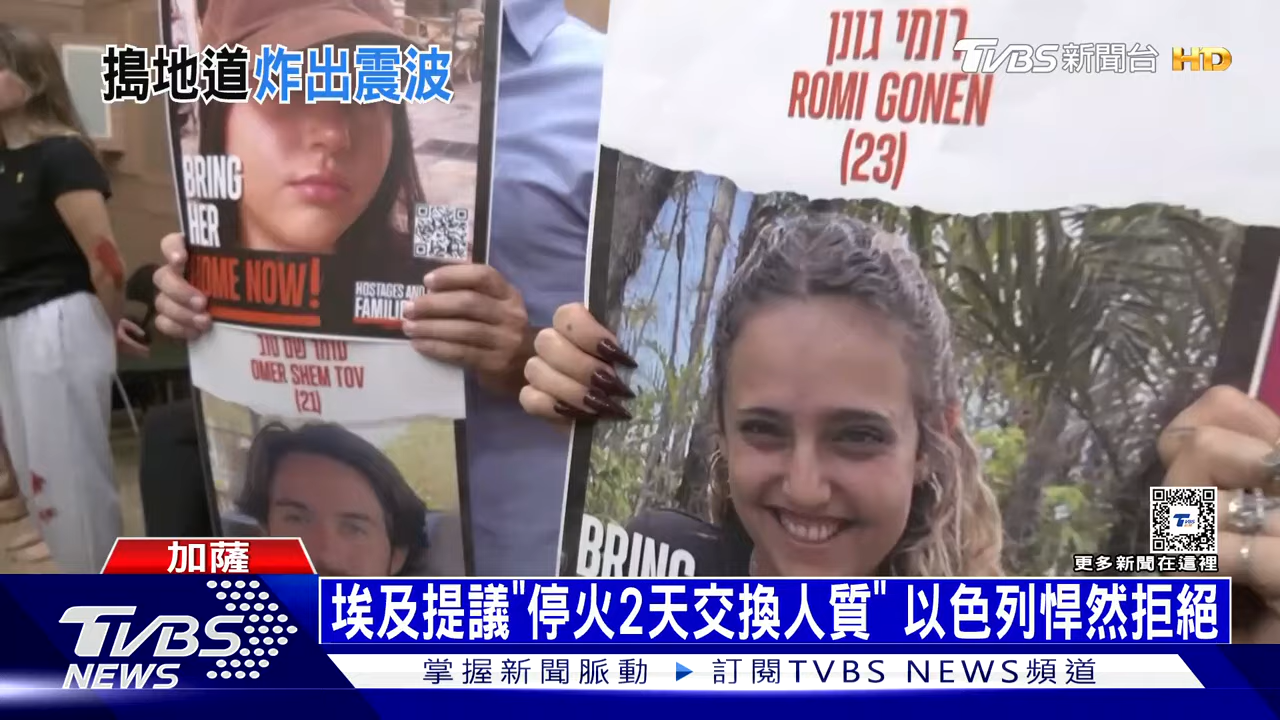 搗地道 炸出震波
TVBS新聞台 HD
רומי גונן
ROMI GONEN
(23)
BRING
HER
HOME NOW!
HOSTAGES AND
עומר שם טוב
OMER SHEM TOV
(21)
BRING
TVBS
更多新聞在這裡
加薩
埃及提議"停火2天交換人質" 以色列悍然拒絕
TVBS
NEWS
掌握新聞脈動 ▶ 訂閱TVBS NEWS頻道